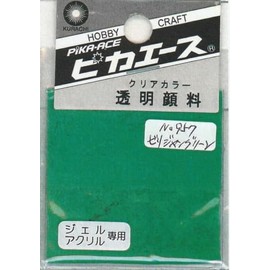 KURACHI
HOBBY CRAFT
PiKA-ACE
ピカエース®
クリアカラー
透明顔料
No.957
ビリジャングリーン
ジェル
アクリル 専用